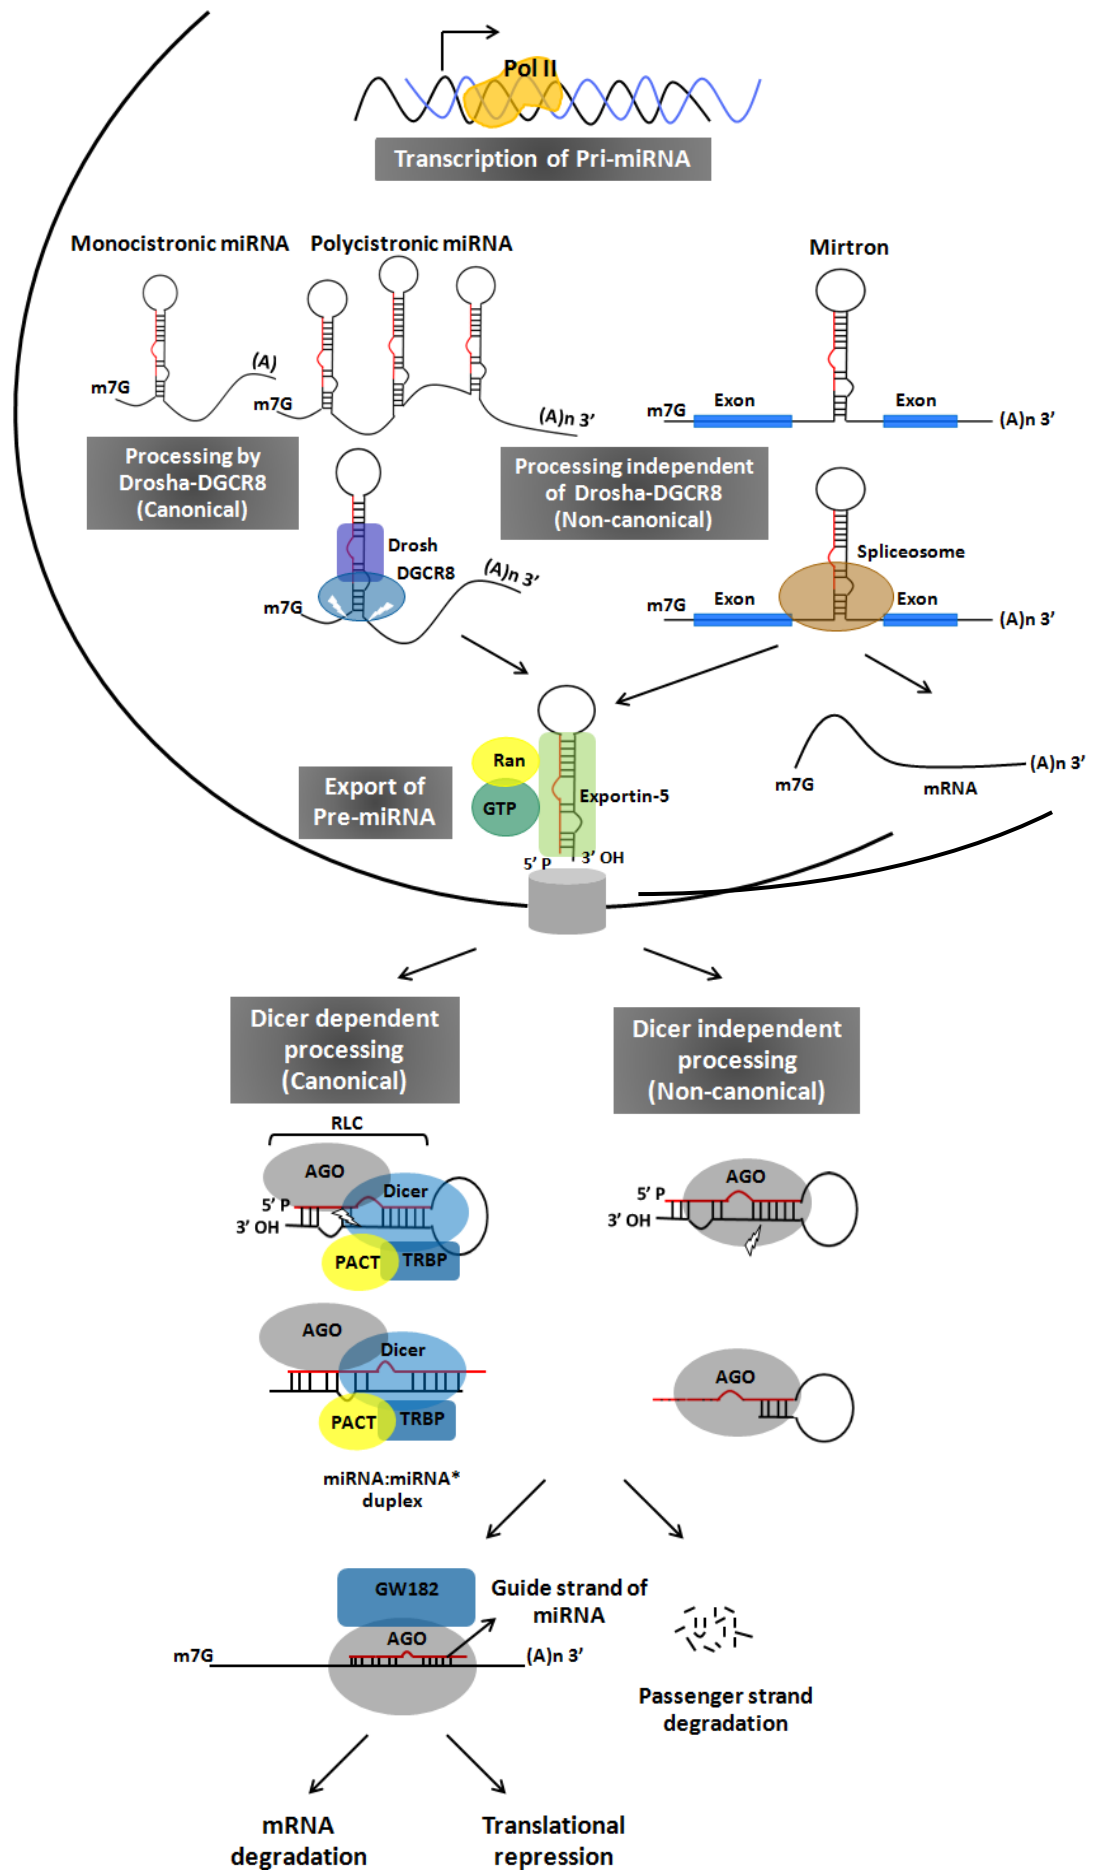 Pol II
Transcription of Pri-miRNA
Monocistronic miRNA
Polycistronic miRNA
Mirtron
m7G
(A)
m7G
(A)n 3’
m7G
Exon
Exon
(A)n 3’
Processing by
Drosha-DGCR8
(Canonical)
Processing independent
of Drosha-DGCR8
(Non-canonical)
Drosh
DGCR8
m7G
(A)n 3’
Spliceosome
m7G
Exon
Exon
(A)n 3’
Export of
Pre-miRNA
Ran
GTP
Exportin-5
5’ P
3’ OH
m7G
mRNA
(A)n 3’
Dicer dependent
processing
(Canonical)
Dicer independent
processing
(Non-canonical)
RLC
AGO
Dicer
5’ P
3’ OH
PACT
TRBP
AGO
5’ P
3’ OH
AGO
Dicer
PACT
TRBP
AGO
miRNA:miRNA*
duplex
GW182
AGO
m7G
(A)n 3’
Guide strand of
miRNA
Passenger strand
degradation
mRNA
degradation
Translational
repression